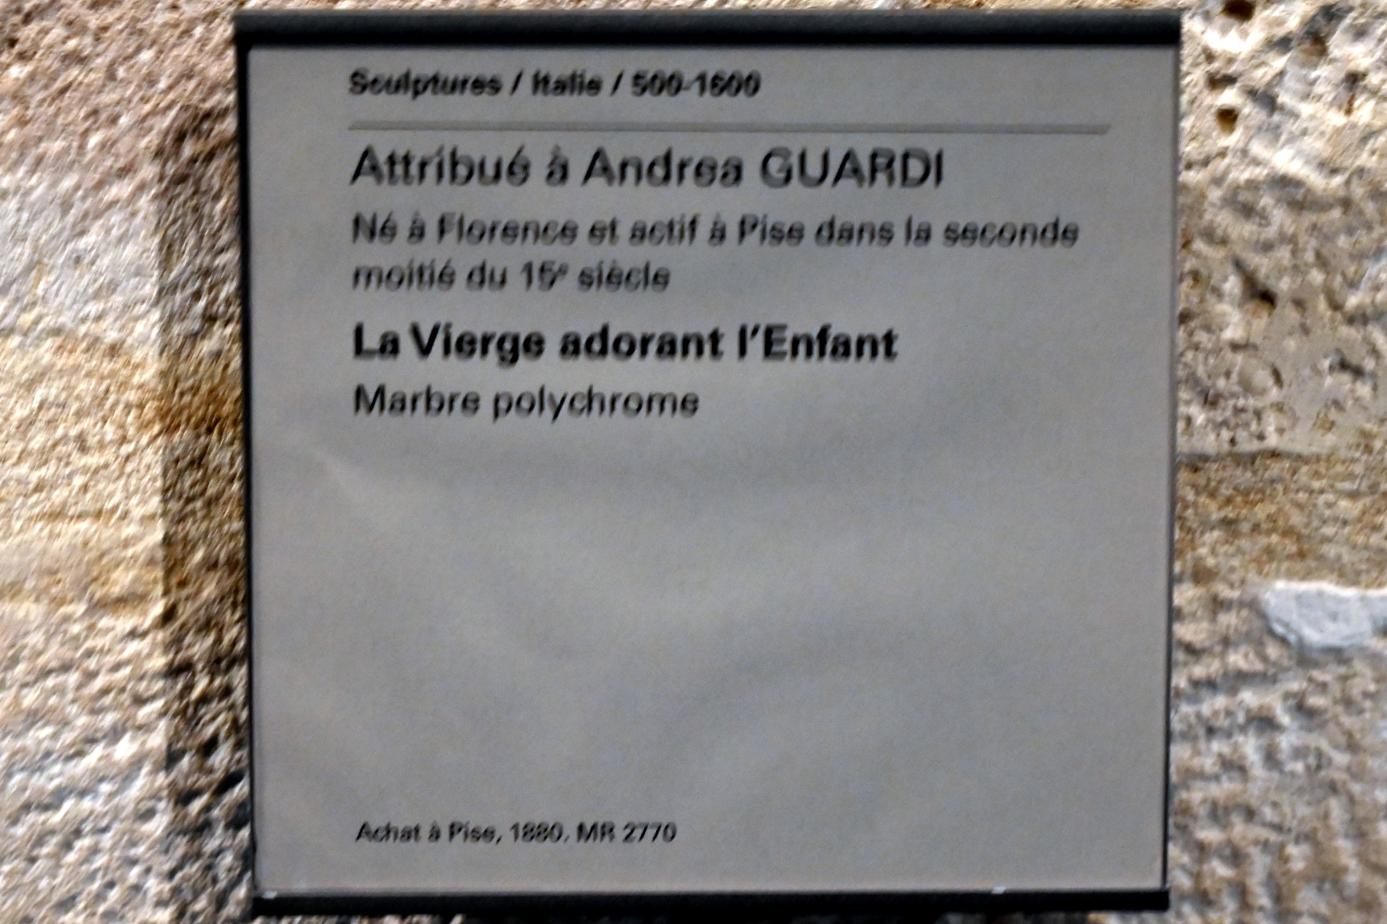 Sculptures / Italie / 500-1600
Attribué à Andrea GUARDI
Né à Florence et actif à Pise dans la seconde
moitié du 15e siècle
La Vierge adorant l'Enfant
Marbre polychrome
Achat à Pise, 1880. MR 2770